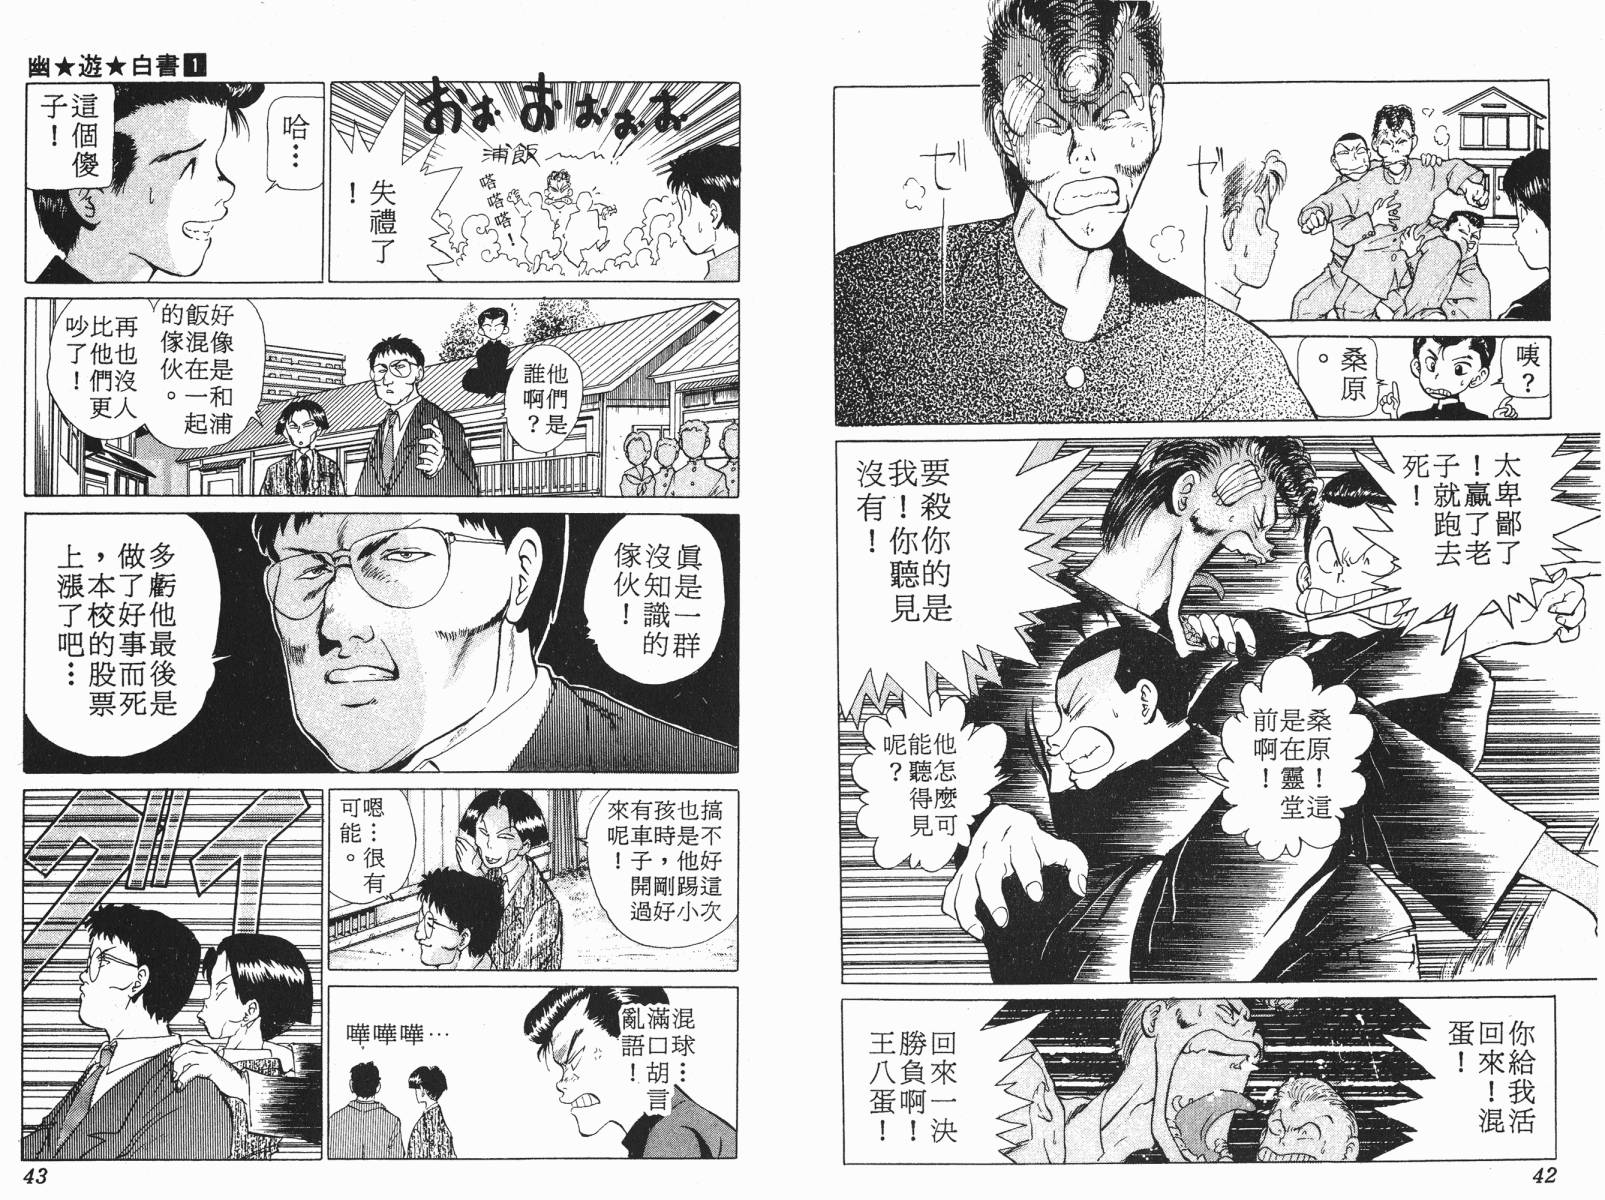 ゼ
ゼ
咦？
桑原
。
太卑鄙了
！贏了老
子就跑去
死！
要殺你的是
我！你聽見
沒有！
桑原！這
是在靈堂
前啊！
他怎麼可
能聽得見
呢？
你給我活
回來！混
蛋！
回來一決
勝負啊！
王八蛋！
42
幽★遊★白書1
おぉおぉぉお
浦飯
嗒嗒嗒！
失禮了
！
哈…
這個傻
子！
他們是
誰啊？
好像是和浦
飯混在一起
的傢伙。
再也沒人
比他們更
吵了！
眞是一群
沒知識的
傢伙！
多虧他最後是
做了好事而死
，本校的股票
上漲了吧…
搞不好這次
也是他踢小
孩時，剛好
有車子開過
來呢！
嗯…很有
可能。
混球…
滿口胡言
亂語！
嘩嘩嘩…
グイ
43